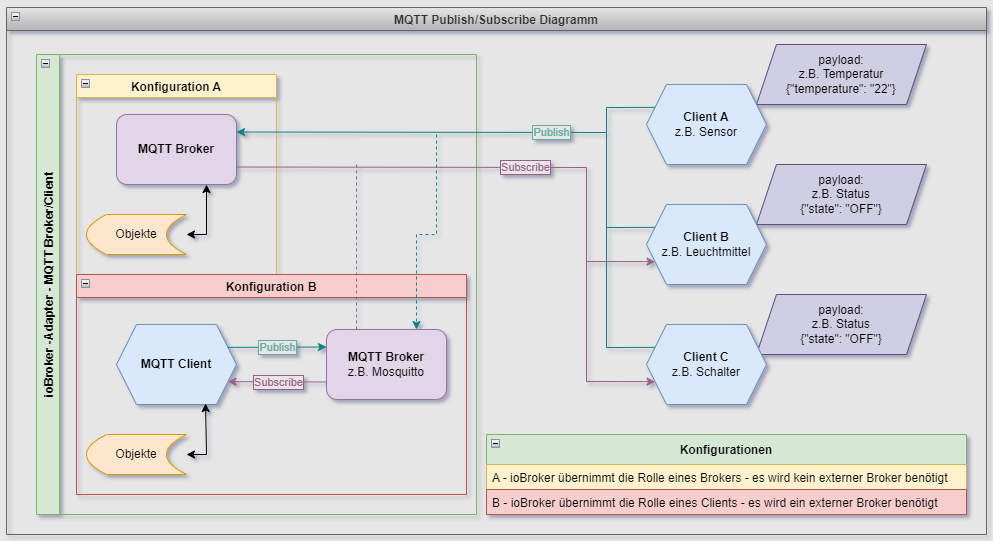 MQTT Publish/Subscribe Diagramm
ioBroker -Adapter - MQTT Broker/Client
Konfiguration A
MQTT Broker
Objekte
Publish
Subscribe
Client A
z.B. Sensor
payload:
z.B. Temperatur
{"temperature": "22"}
Client B
z.B. Leuchtmittel
payload:
z.B. Status
{"state": "OFF"}
Client C
z.B. Schalter
payload:
z.B. Status
{"state": "OFF"}
Konfiguration B
MQTT Client
Publish
Subscribe
MQTT Broker
z.B. Mosquitto
Objekte
Konfigurationen
A - ioBroker übernimmt die Rolle eines Brokers - es wird kein externer Broker benötigt
B - ioBroker übernimmt die Rolle eines Clients - es wird ein externer Broker benötigt